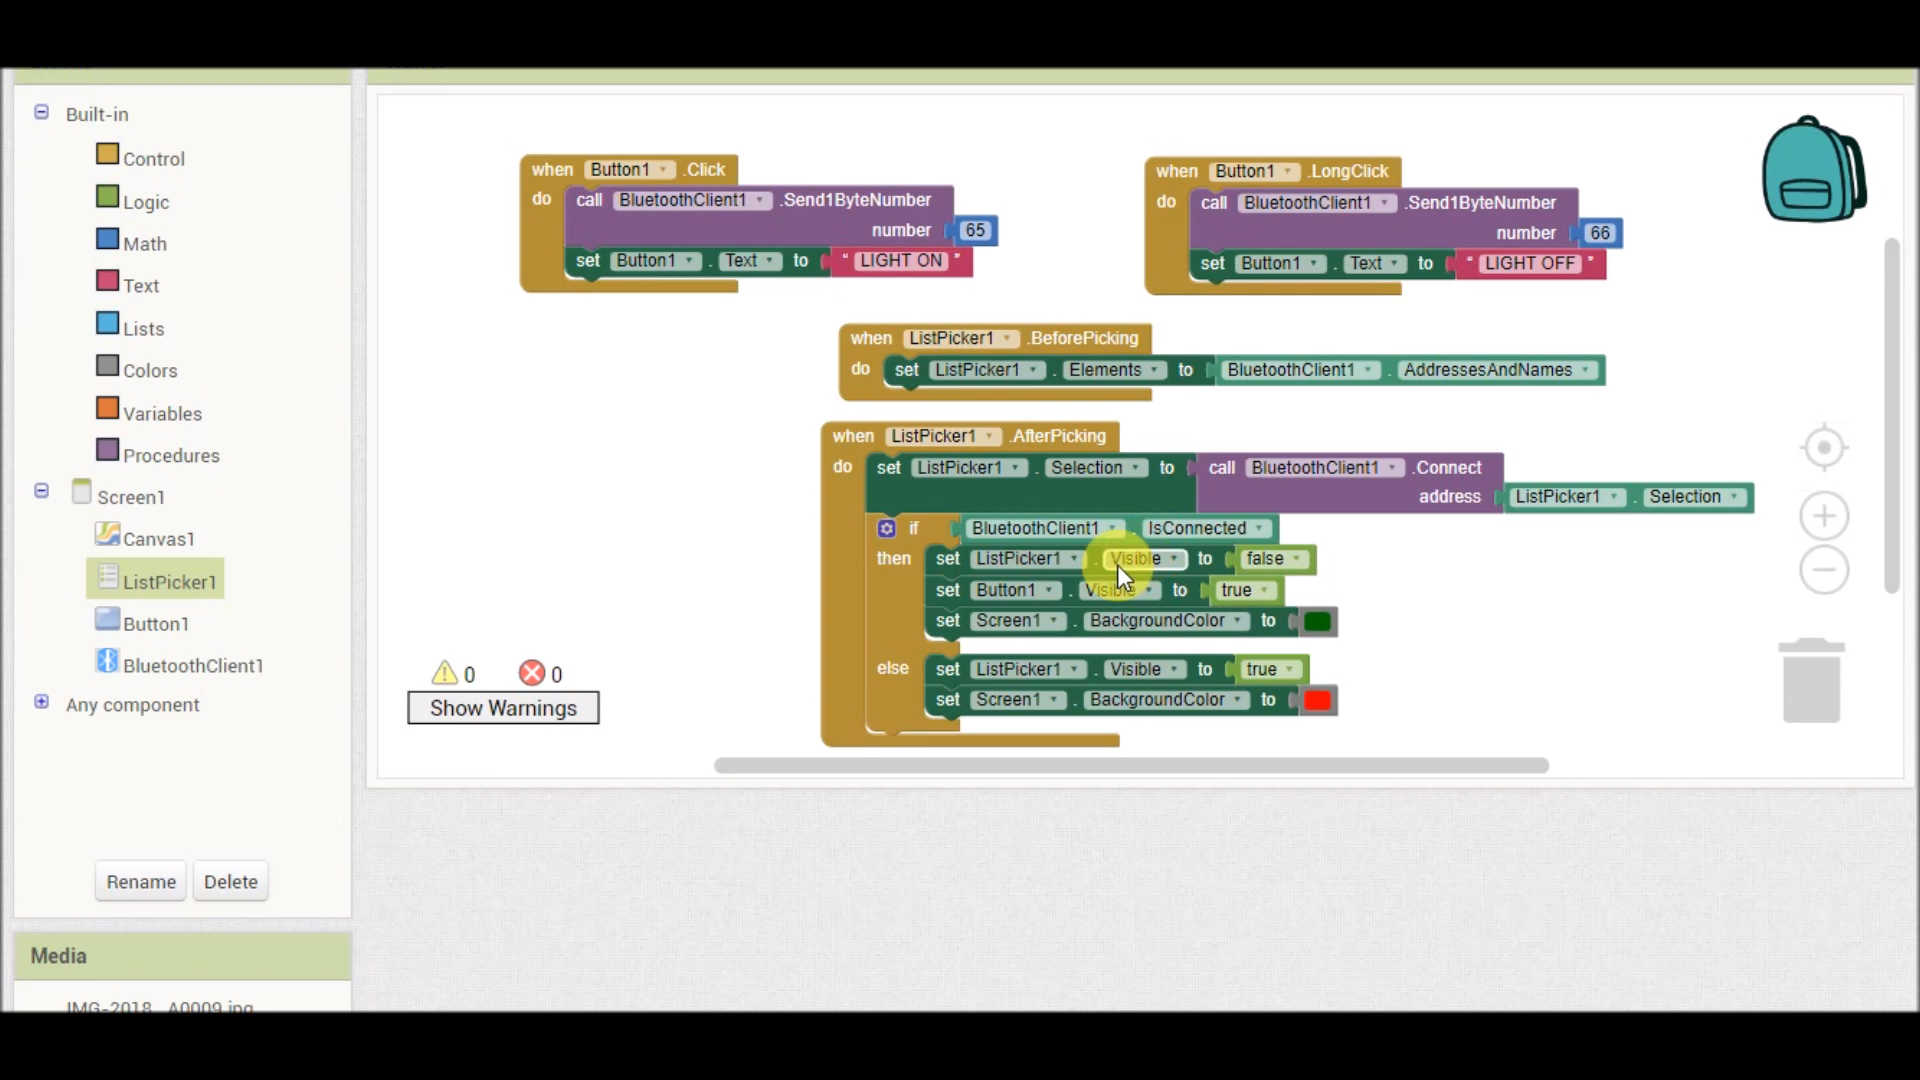 Built-in
Control
Logic
Math
Text
Lists
Colors
Variables
Procedures
Screen1
Canvas1
ListPicker1
Button1
BluetoothClient1
Any component
Rename Delete
Media
when Button1 .Click
do call BluetoothClient1 .Send1ByteNumber
number 65
set Button1 . Text to " LIGHT ON "
when Button1 .LongClick
do call BluetoothClient1 .Send1ByteNumber
number 66
set Button1 . Text to " LIGHT OFF "
when ListPicker1 .BeforePicking
do set ListPicker1 . Elements to BluetoothClient1 . AddressesAndNames
when ListPicker1 .AfterPicking
do set ListPicker1 . Selection to call BluetoothClient1 .Connect
address ListPicker1 . Selection
if BluetoothClient1 . IsConnected
then set ListPicker1 . Visible to false
set Button1 . Visible to true
set Screen1 . BackgroundColor to
else set ListPicker1 . Visible to true
set Screen1 . BackgroundColor to
0 0
Show Warnings